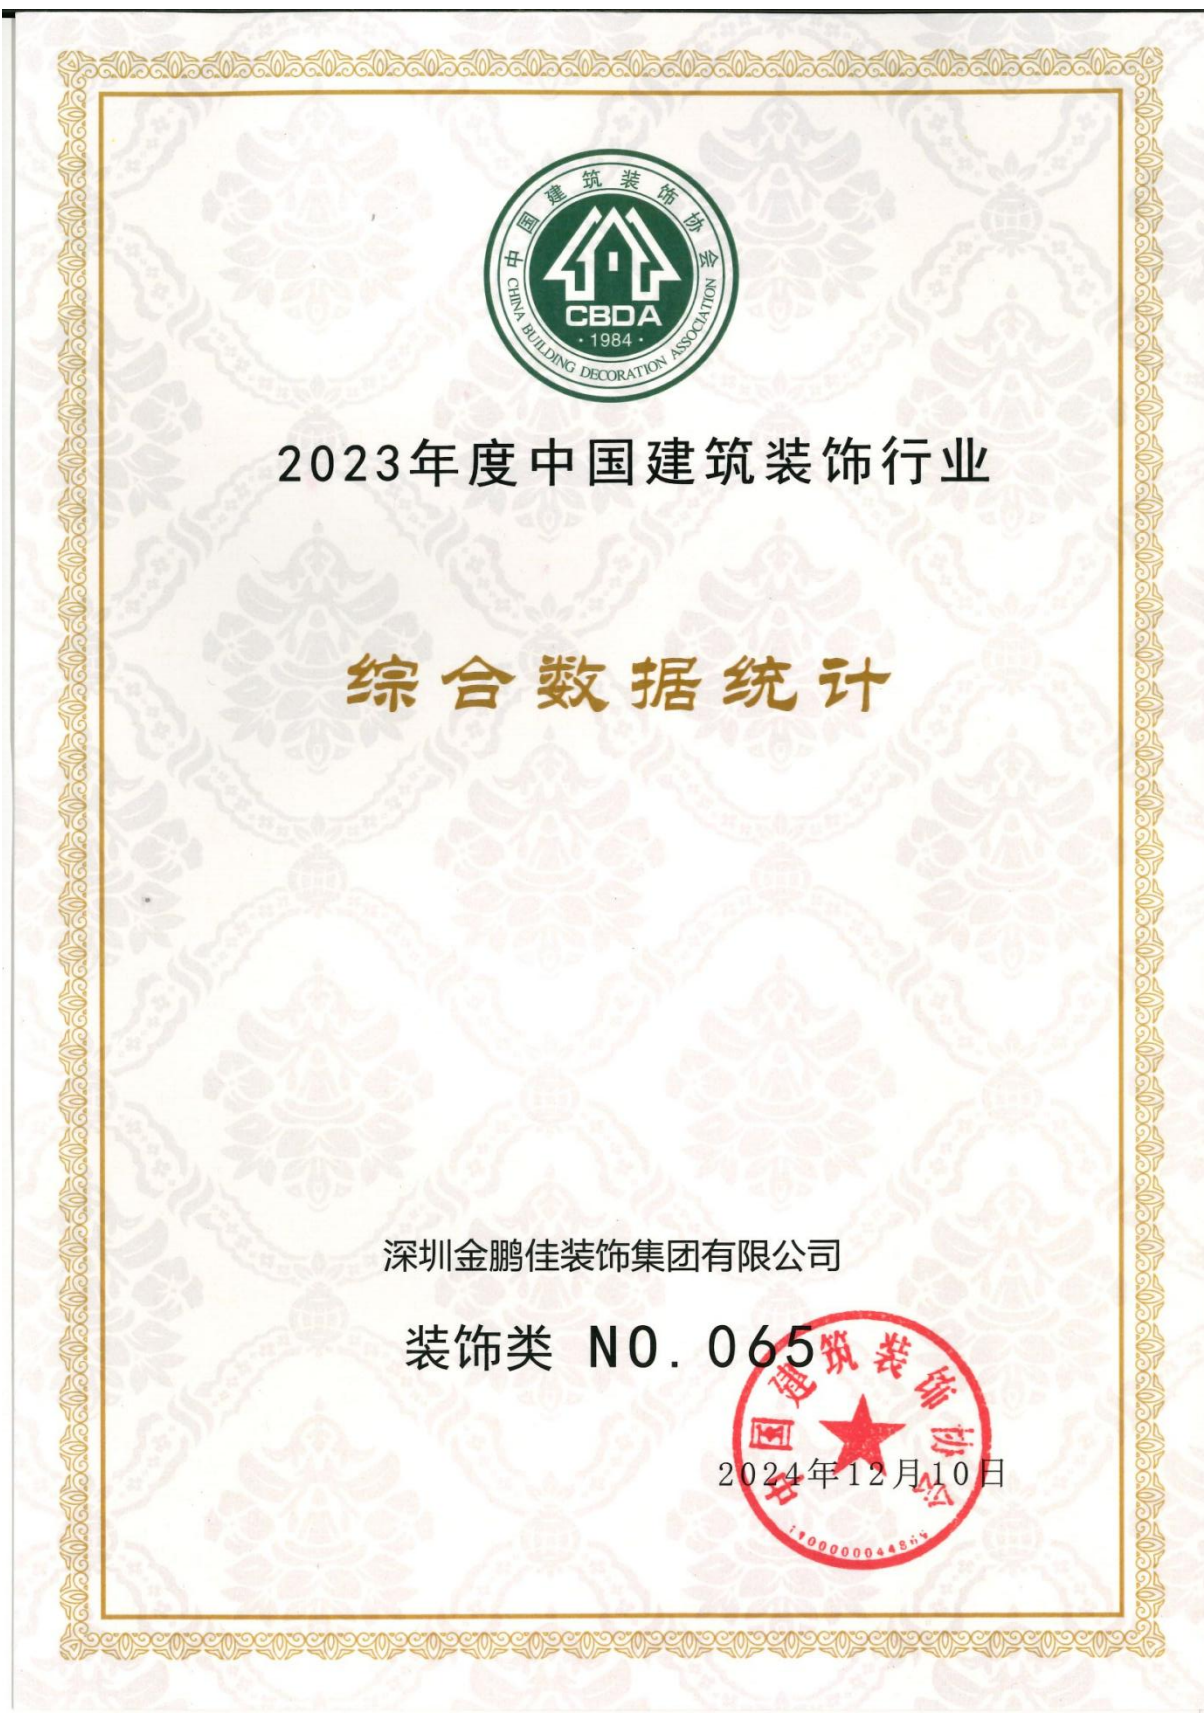 中国建筑装饰协会
CBDA
·1984·
CHINA BUILDING DECORATION ASSOCIATION
2023年度中国建筑装饰行业
综合数据统计
深圳金鹏佳装饰集团有限公司
装饰类 NO.065
中国建筑装饰协会
2024年12月10日